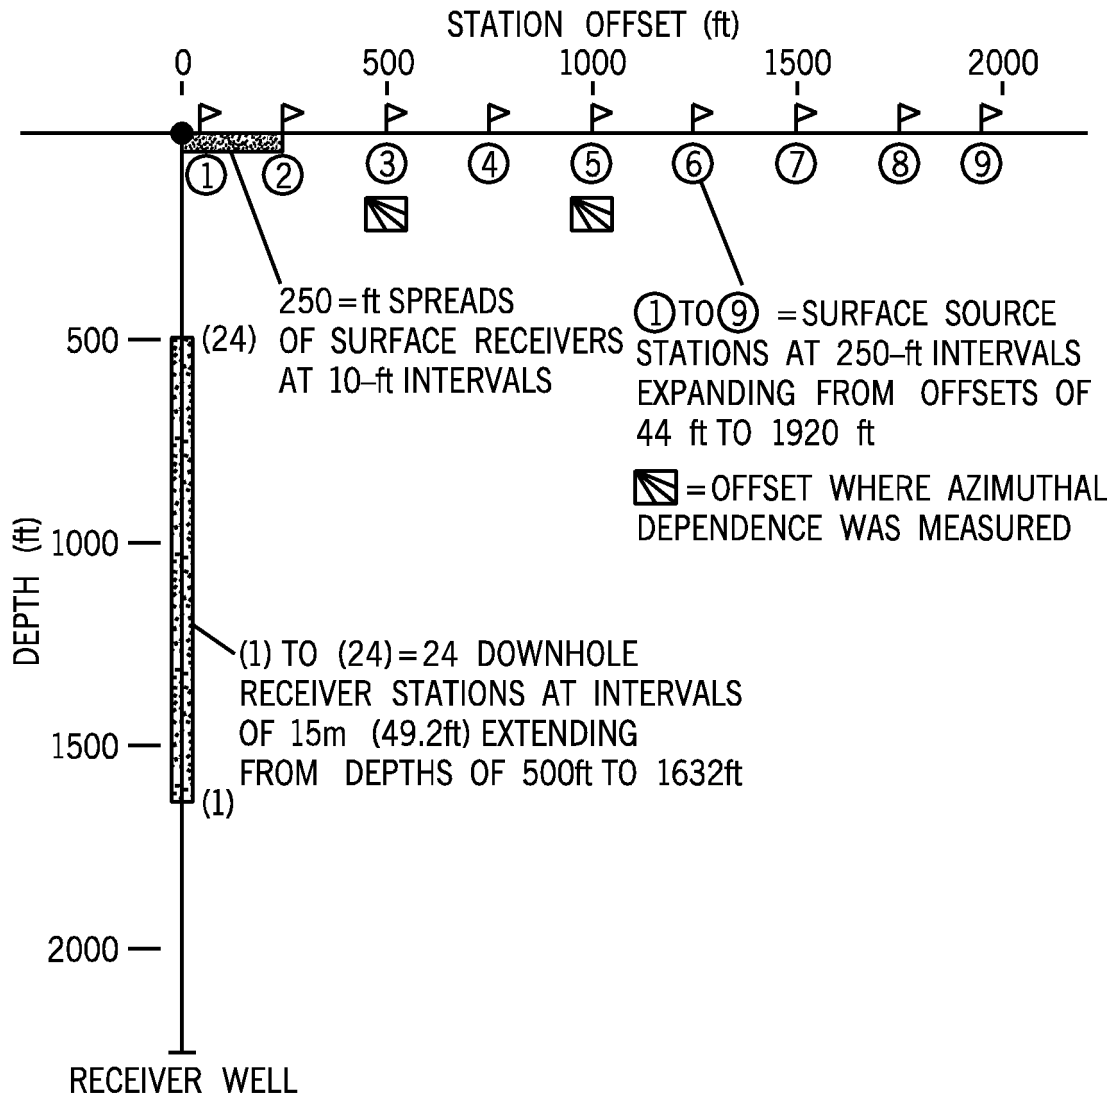 STATION OFFSET (ft)
0 500 1000 1500 2000
1 2 3 4 5 6 7 8 9
250=ft SPREADS
OF SURFACE RECEIVERS
AT 10–ft INTERVALS
1 TO 9 =SURFACE SOURCE
STATIONS AT 250–ft INTERVALS
EXPANDING FROM OFFSETS OF
44 ft TO 1920 ft
=OFFSET WHERE AZIMUTHAL
DEPENDENCE WAS MEASURED
DEPTH (ft)
500
(24)
1000
(1) TO (24)=24 DOWNHOLE
RECEIVER STATIONS AT INTERVALS
OF 15m (49.2ft) EXTENDING
FROM DEPTHS OF 500ft TO 1632ft
1500
(1)
2000
RECEIVER WELL